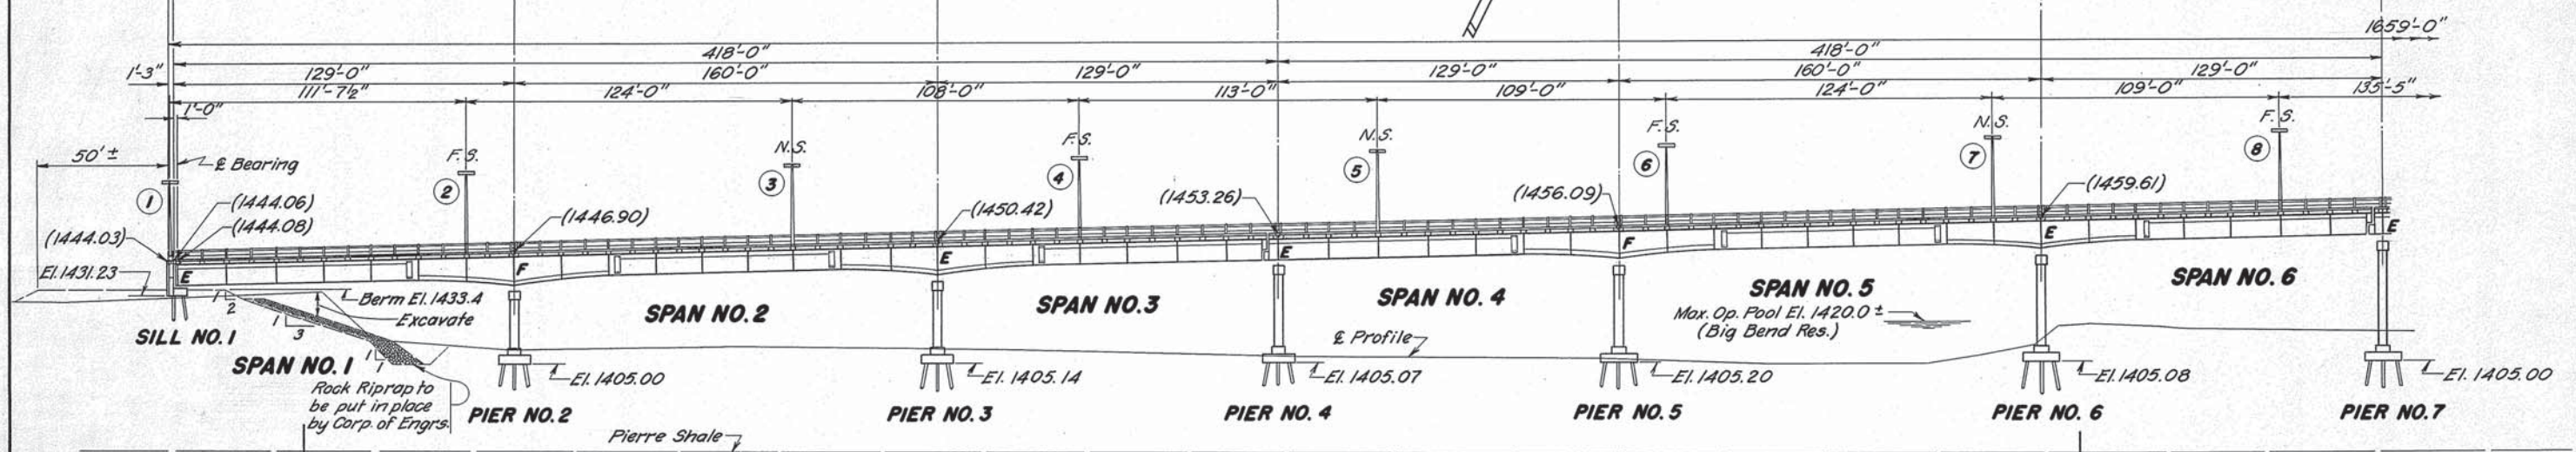 1659'-0"
418'-0" 418'-0"
1'-3" 129'-0" 160'-0" 129'-0" 129'-0" 160'-0" 129'-0"
111'-7½" 124'-0" 108'-0" 113'-0" 109'-0" 124'-0" 109'-0" 135'-5"
1'-0"
50' ± ℄ Bearing F.S. N.S. F.S. N.S. F.S. N.S. F.S.
1 2 3 4 5 6 7 8
(1444.06)
(1444.08)
(1444.03) (1446.90) (1450.42) (1453.26) (1456.09) (1459.61)
El. 1431.23 E F E E F E E
Berm El. 1433.4
Excavate
1 2
1 3
1 1
SILL NO. 1 SPAN NO. 2 SPAN NO. 3 SPAN NO. 4 SPAN NO. 5 SPAN NO. 6
SPAN NO. 1
Max. Op. Pool El. 1420.0 ±
(Big Bend Res.)
℄ Profile
Rock Riprap to
be put in place
by Corp. of Engrs.
El. 1405.00 El. 1405.14 El. 1405.07 El. 1405.20 El. 1405.08 El. 1405.00
PIER NO. 2 PIER NO. 3 PIER NO. 4 PIER NO. 5 PIER NO. 6 PIER NO. 7
Pierre Shale